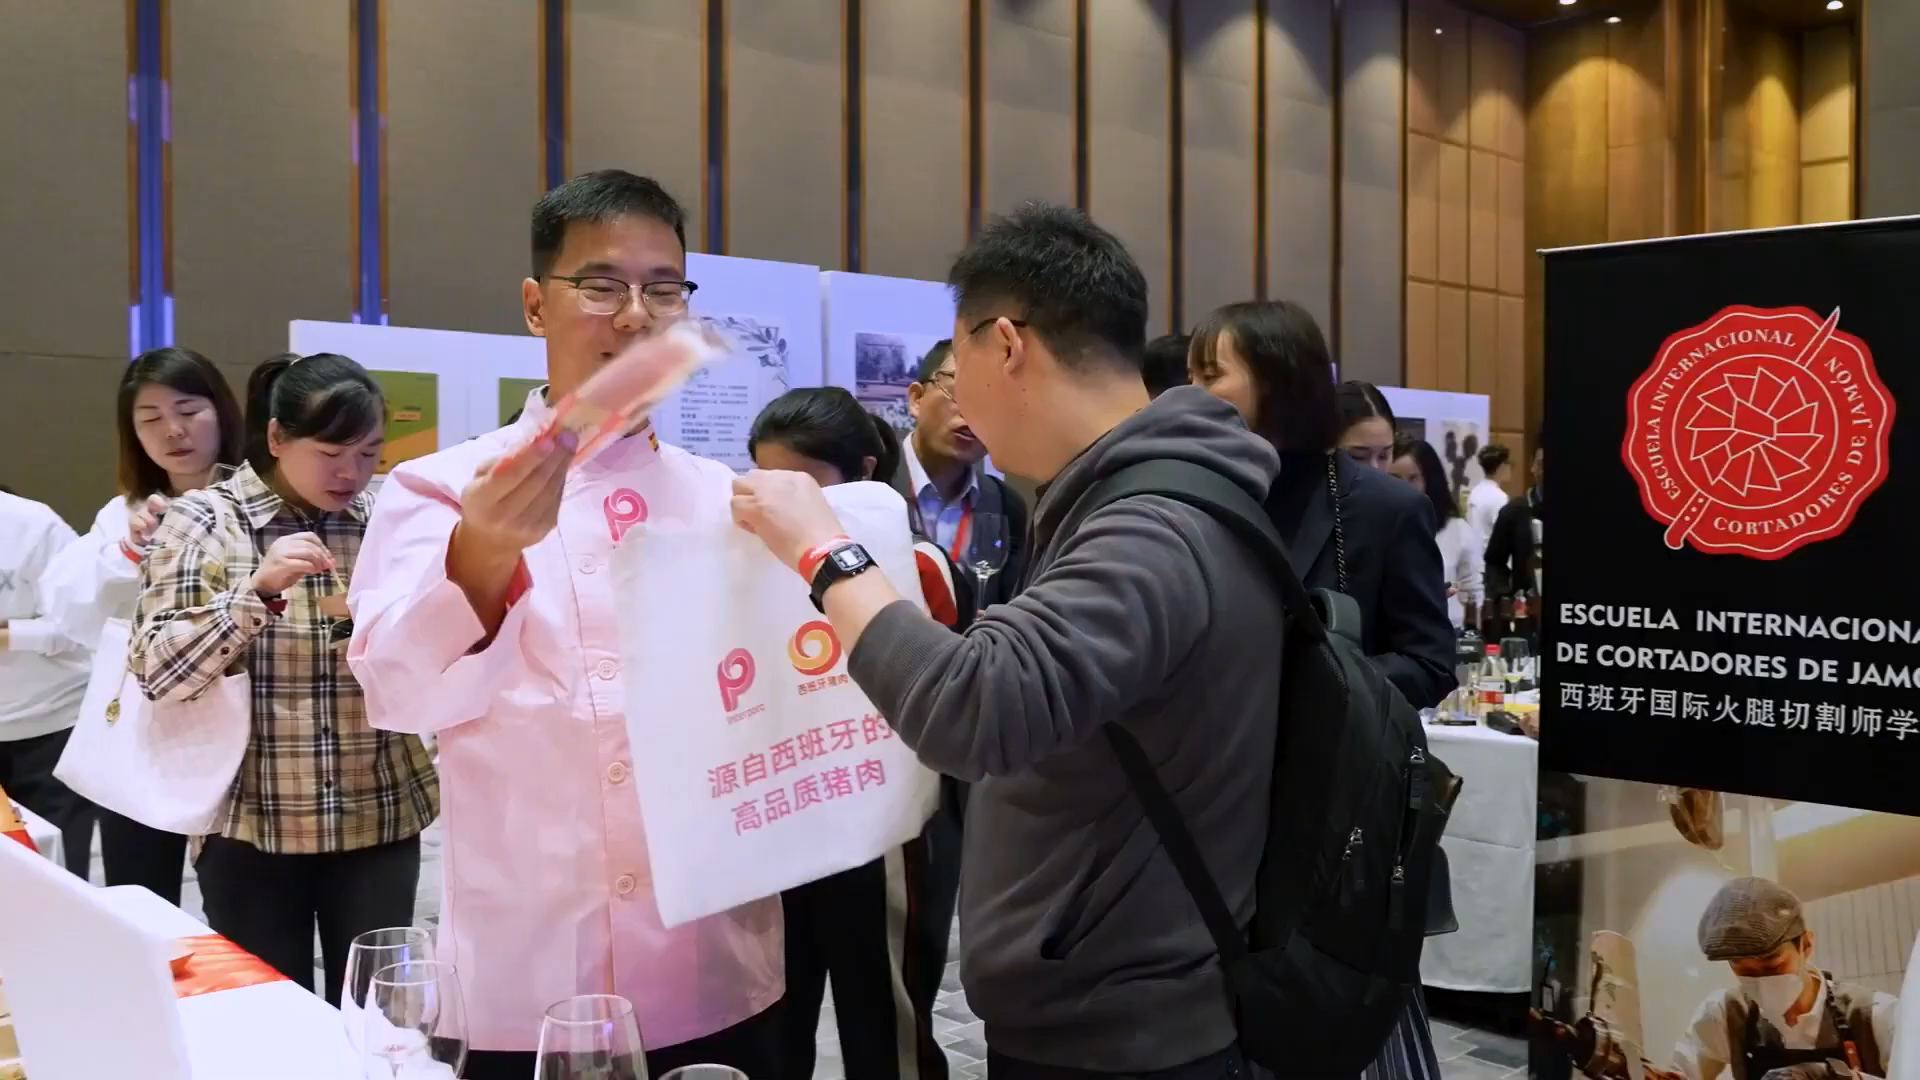 interporc
西班牙猪肉
源自西班牙的
高品质猪肉
ESCUELA INTERNACIONAL
CORTADORES DE JAMÓN
ESCUELA INTERNACIONA
DE CORTADORES DE JAMO
西班牙国际火腿切割师学